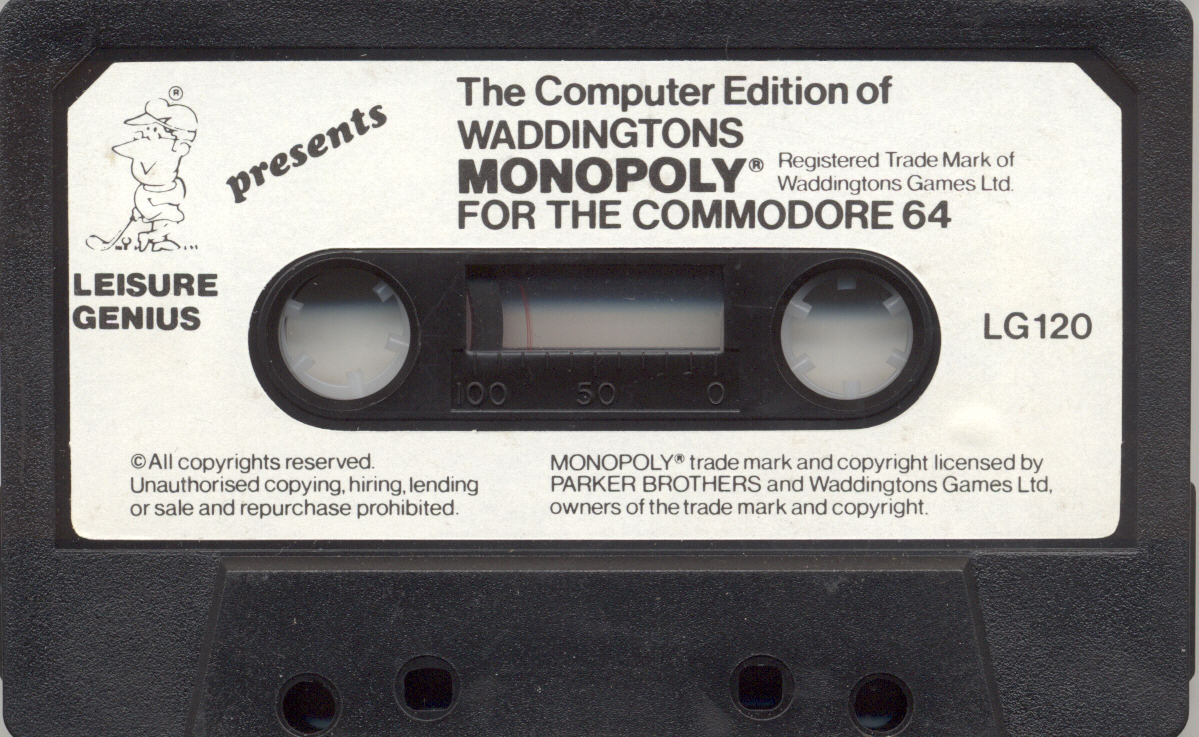 ®
presents
The Computer Edition of
WADDINGTONS
MONOPOLY® Registered Trade Mark of
Waddingtons Games Ltd.
FOR THE COMMODORE 64
LEISURE
GENIUS
LG120
100 50 0
©All copyrights reserved.
Unauthorised copying, hiring, lending
or sale and repurchase prohibited.
MONOPOLY® trade mark and copyright licensed by
PARKER BROTHERS and Waddingtons Games Ltd,
owners of the trade mark and copyright.